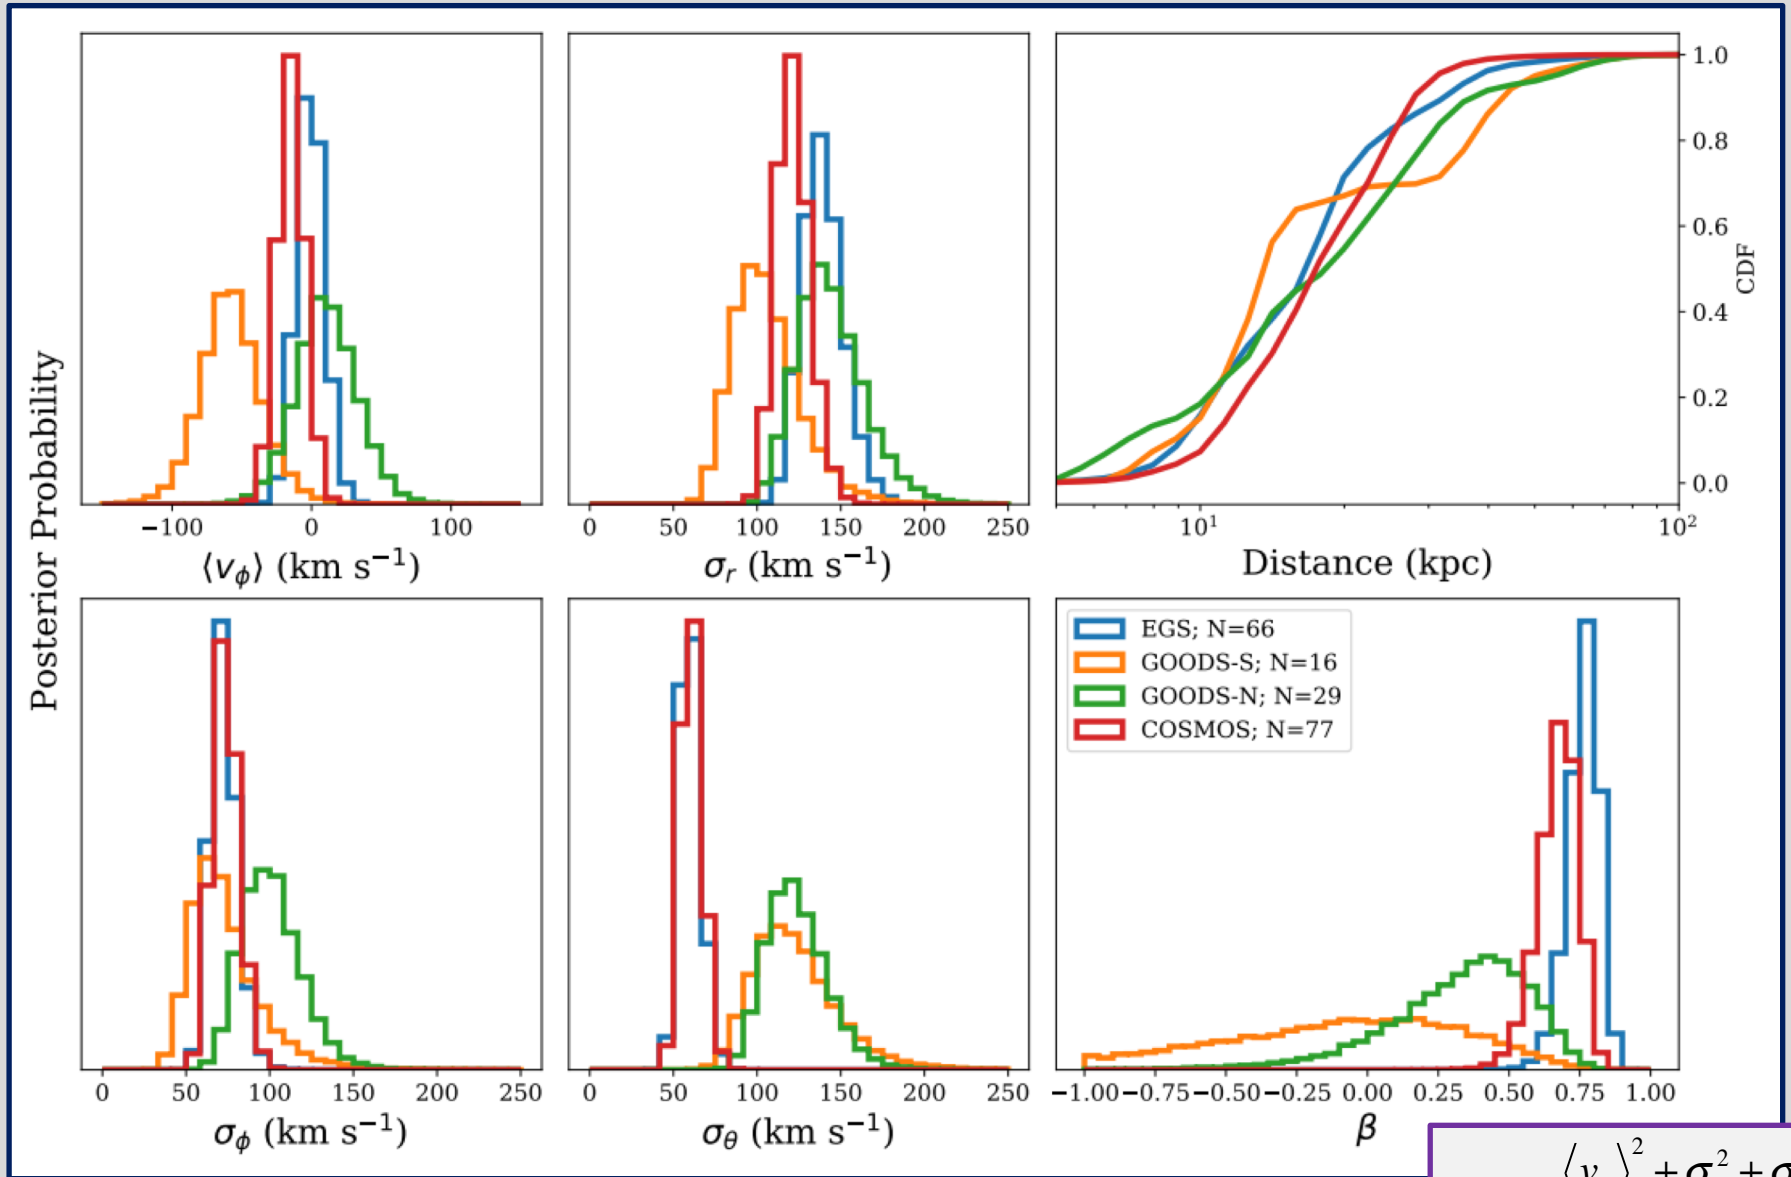 Posterior Probability
−100 0 100
⟨v_ϕ⟩ (km s⁻¹)
0 50 100 150 200 250
σ_r (km s⁻¹)
1.0
0.8
0.6
0.4
0.2
0.0
CDF
10¹ 10²
Distance (kpc)
0 50 100 150 200 250
σ_ϕ (km s⁻¹)
0 50 100 150 200 250
σ_θ (km s⁻¹)
EGS; N=66
GOODS-S; N=16
GOODS-N; N=29
COSMOS; N=77
−1.00 −0.75 −0.50 −0.25 0.00 0.25 0.50 0.75 1.00
β